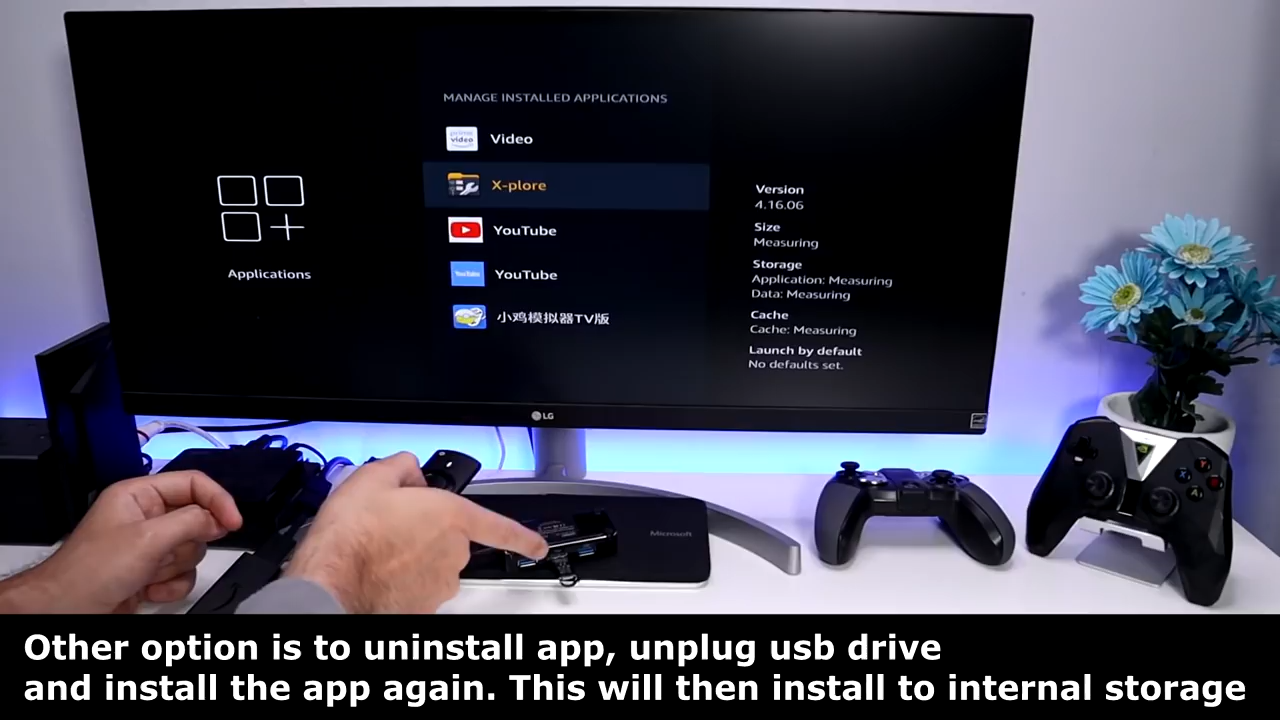 MANAGE INSTALLED APPLICATIONS
prime video
Video
X-plore
YouTube
YouTube
YouTube
小鸡模拟器TV版
Applications
Version
4.16.06
Size
Measuring
Storage
Application: Measuring
Data: Measuring
Cache
Cache: Measuring
Launch by default
No defaults set.
LG
Microsoft
Y
X
B
A
Other option is to uninstall app, unplug usb drive
and install the app again. This will then install to internal storage